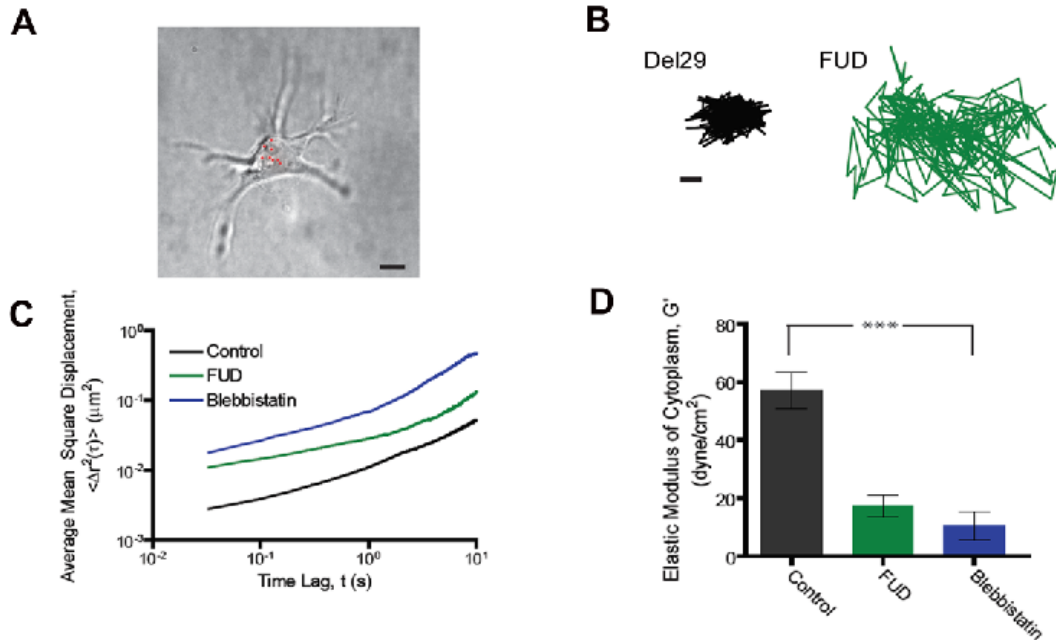 A
B
Del29
FUD
C
Average Mean Square Displacement,
<Δr²(τ)> (μm²)
10⁰
10⁻¹
10⁻²
10⁻³
Control
FUD
Blebbistatin
10⁻²
10⁻¹
10⁰
10¹
Time Lag, t (s)
D
Elastic Modulus of Cytoplasm, G'
(dyne/cm²)
80
60
40
20
0
***
Control
FUD
Blebbistatin